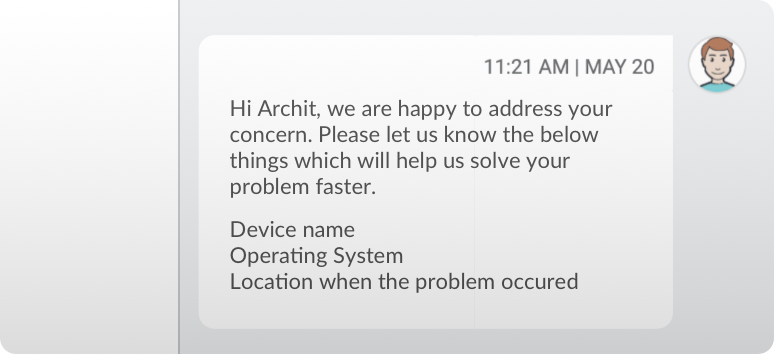 11:21 AM | MAY 20
Hi Archit, we are happy to address your
concern. Please let us know the below
things which will help us solve your
problem faster.
Device name
Operating System
Location when the problem occured